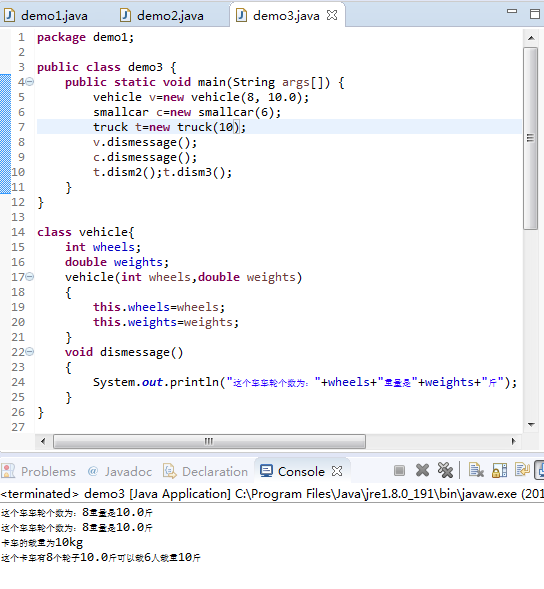 demo1.java demo2.java demo3.java
1 package demo1;
2
3 public class demo3 {
4 public static void main(String args[]) {
5 vehicle v=new vehicle(8, 10.0);
6 smallcar c=new smallcar(6);
7 truck t=new truck(10);
8 v.dismessage();
9 c.dismessage();
10 t.dism2();t.dism3();
11 }
12 }
13
14 class vehicle{
15 int wheels;
16 double weights;
17 vehicle(int wheels,double weights)
18 {
19 this.wheels=wheels;
20 this.weights=weights;
21 }
22 void dismessage()
23 {
24 System.out.println("这个车车轮个数为："+wheels+"重量是"+weights+"斤");
25 }
26 }
27
Problems Javadoc Declaration Console
<terminated> demo3 [Java Application] C:\Program Files\Java\jre1.8.0_191\bin\javaw.exe (201
这个车车轮个数为：8重量是10.0斤
这个车车轮个数为：8重量是10.0斤
卡车的载重为10kg
这个卡车有8个轮子10.0斤可以载6人载重10斤